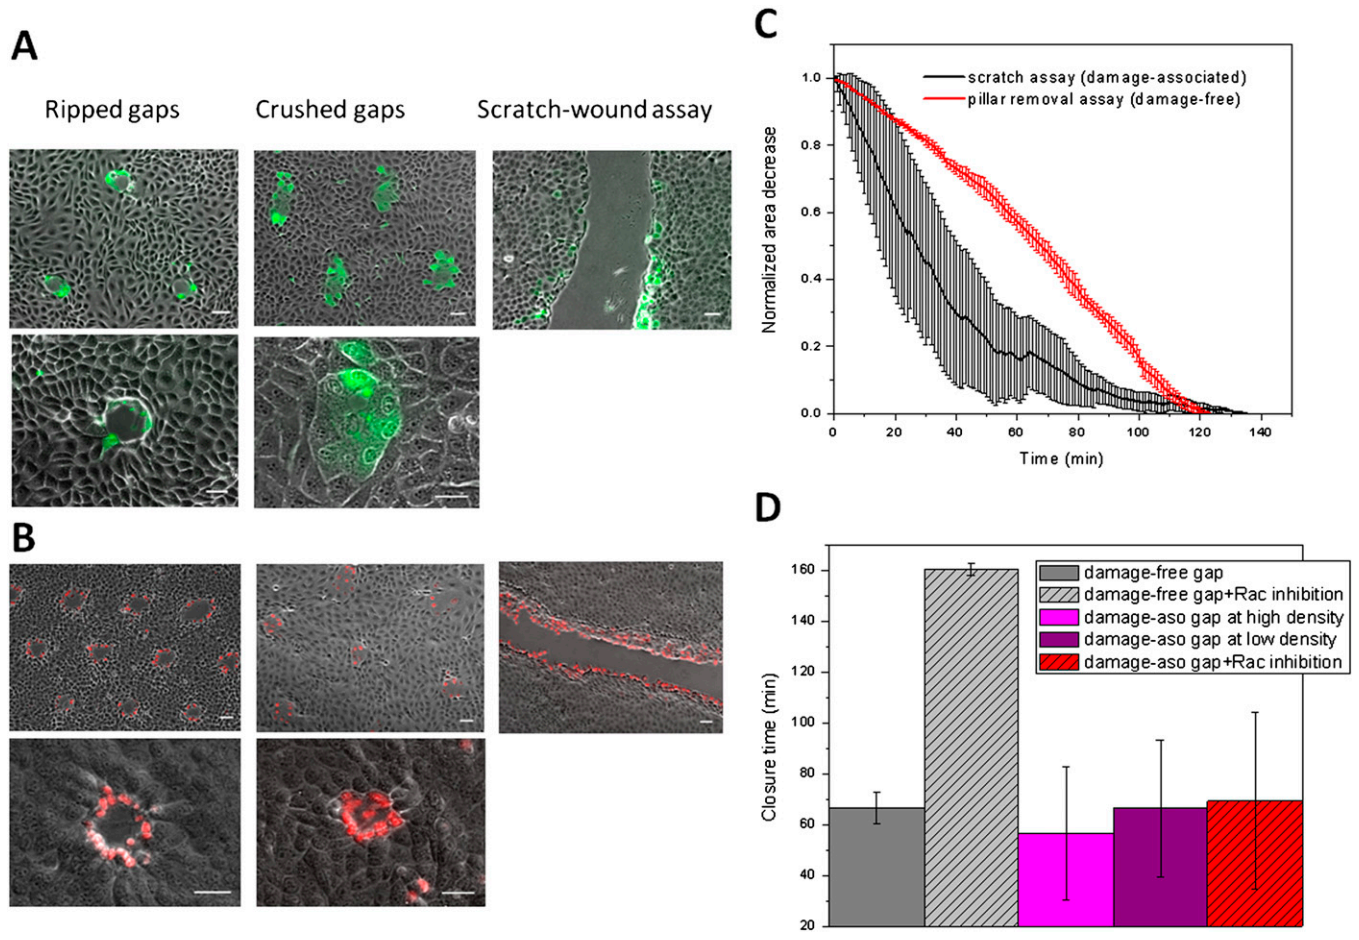 A
Ripped gaps
Crushed gaps
Scratch-wound assay
B
C
scratch assay (damage-associated)
pillar removal assay (damage-free)
Normalized area decrease
1.0
0.8
0.6
0.4
0.2
0.0
0
20
40
60
80
100
120
140
Time (min)
D
damage-free gap
damage-free gap+Rac inhibition
damage-aso gap at high density
damage-aso gap at low density
damage-aso gap+Rac inhibition
Closure time (min)
160
140
120
100
80
60
40
20